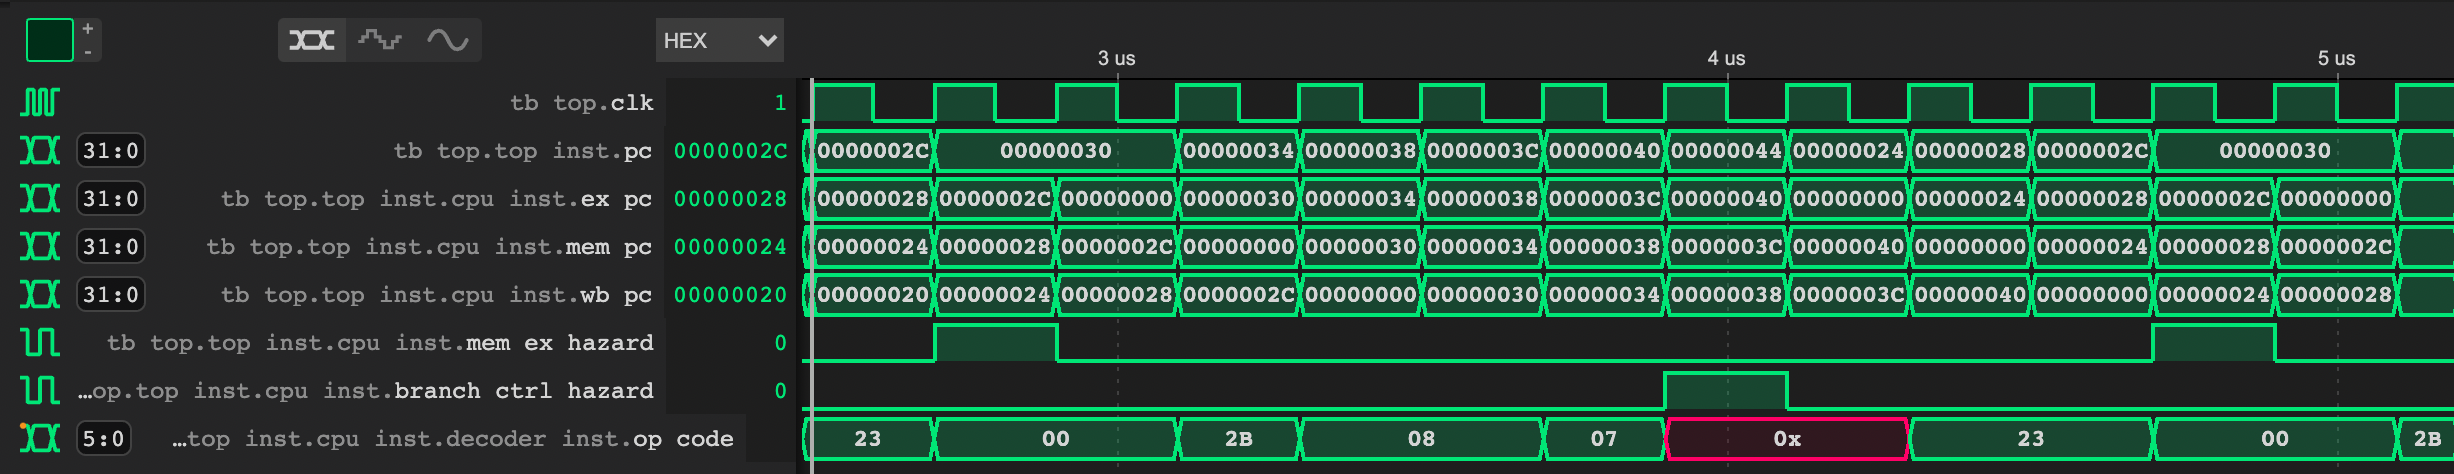 +
-
HEX
3 us 4 us 5 us
tb top.clk 1
31:0 tb top.top inst.pc 0000002C 0000002C 00000030 00000034 00000038 0000003C 00000040 00000044 00000024 00000028 0000002C 00000030
31:0 tb top.top inst.cpu inst.ex pc 00000028 00000028 0000002C 00000000 00000030 00000034 00000038 0000003C 00000040 00000000 00000024 00000028 0000002C 00000000
31:0 tb top.top inst.cpu inst.mem pc 00000024 00000024 00000028 0000002C 00000000 00000030 00000034 00000038 0000003C 00000040 00000000 00000024 00000028 0000002C
31:0 tb top.top inst.cpu inst.wb pc 00000020 00000020 00000024 00000028 0000002C 00000000 00000030 00000034 00000038 0000003C 00000040 00000000 00000024 00000028
tb top.top inst.cpu inst.mem ex hazard 0
…op.top inst.cpu inst.branch ctrl hazard 0
5:0 …top inst.cpu inst.decoder inst.op code 23 00 2B 08 07 0x 23 00 2B